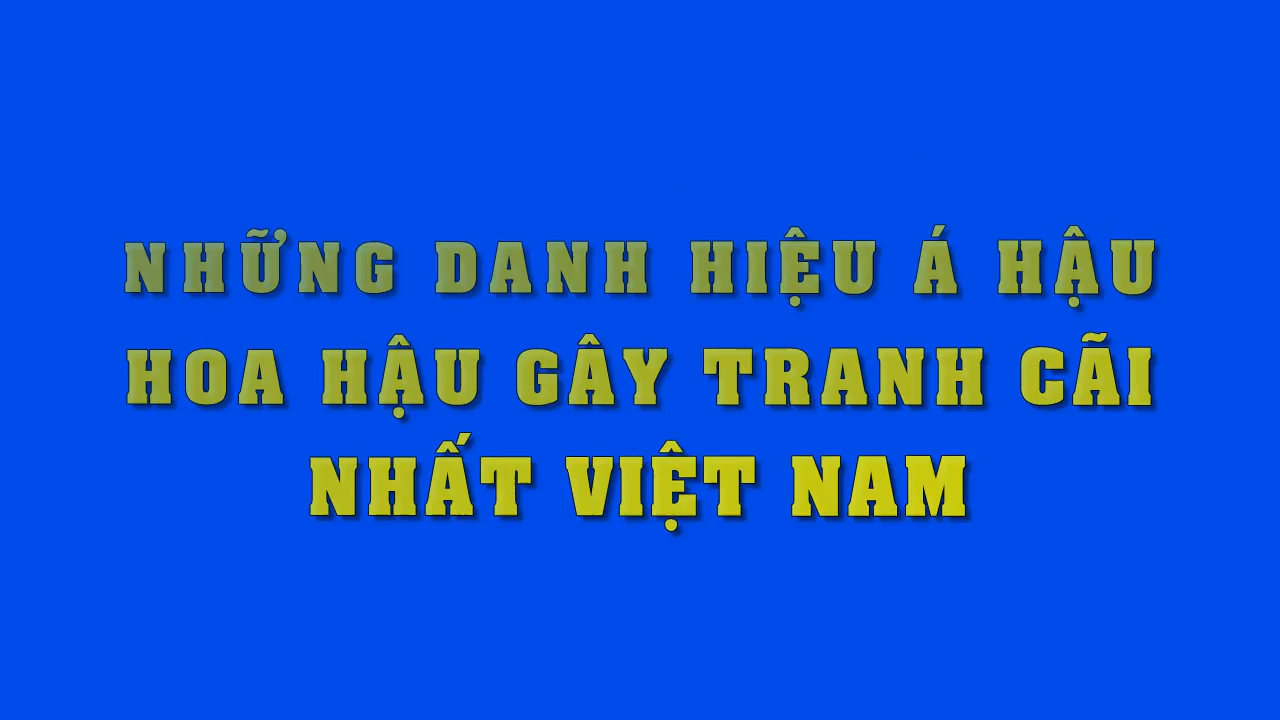 NHỮNG DANH HIỆU Á HẬU
HOA HẬU GÂY TRANH CÃI
NHẤT VIỆT NAM